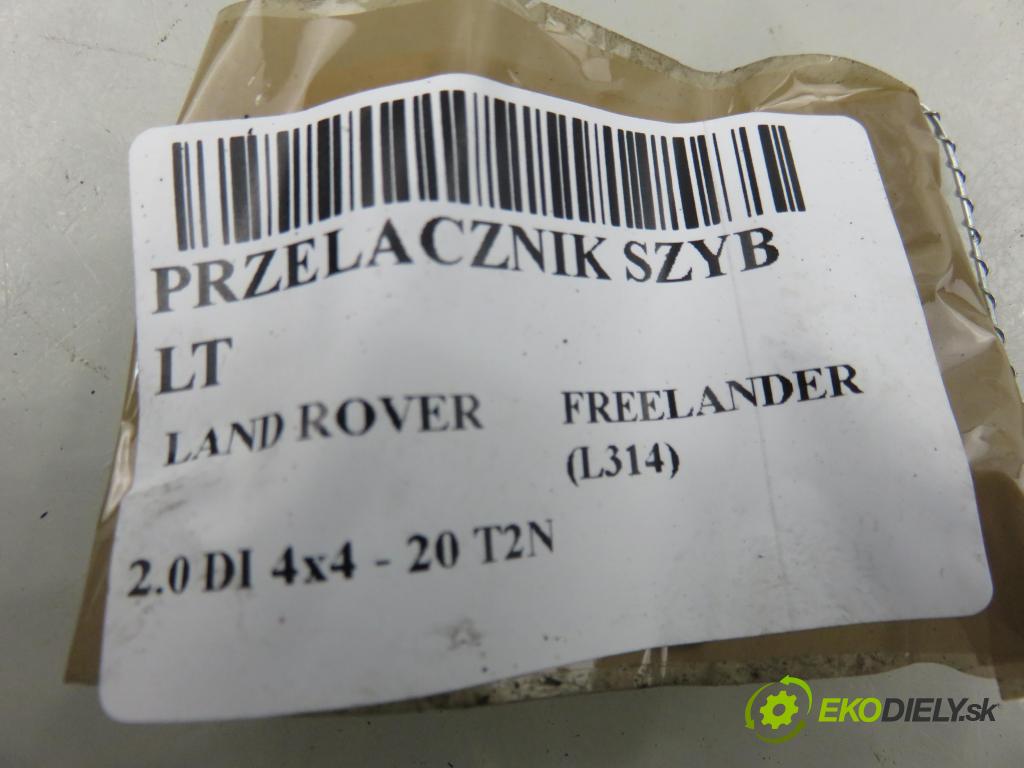 PRZELACZNIK SZYB
LT
LAND ROVER FREELANDER
(L314)
2.0 DI 4x4 - 20 T2N
EKODIELY.sk